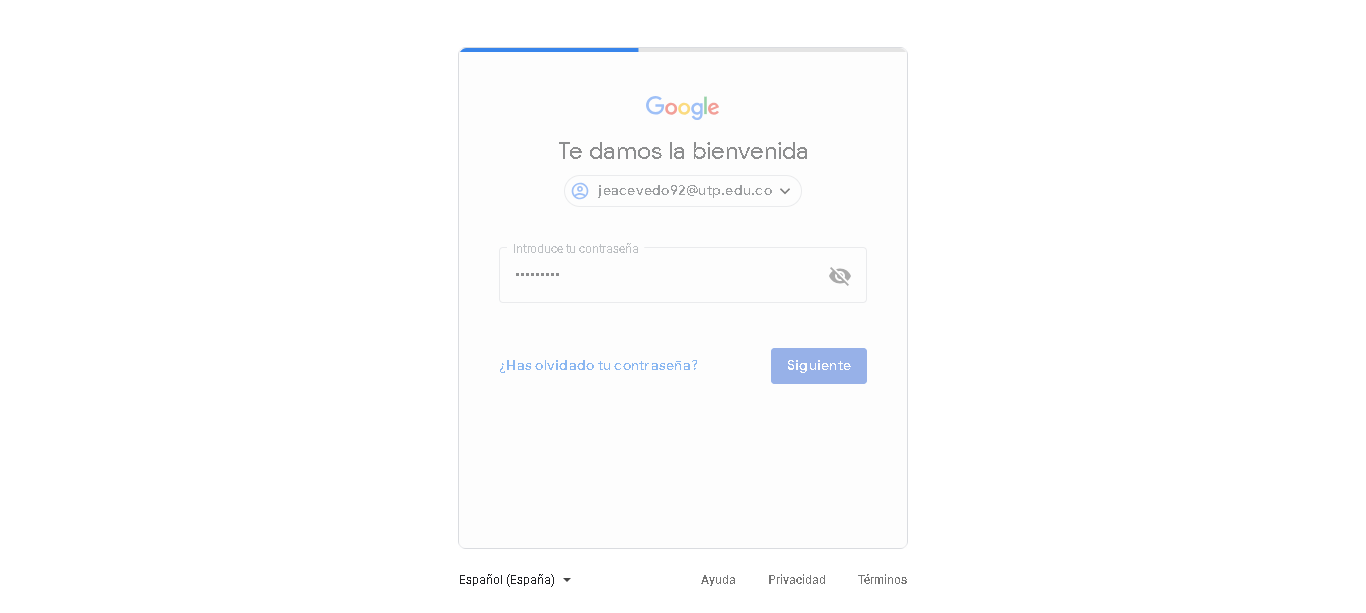 Google
Te damos la bienvenida
jeacevedo92@utp.edu.co
Introduce tu contraseña
•••••••••
¿Has olvidado tu contraseña?
Siguiente
Español (España)
Ayuda
Privacidad
Términos